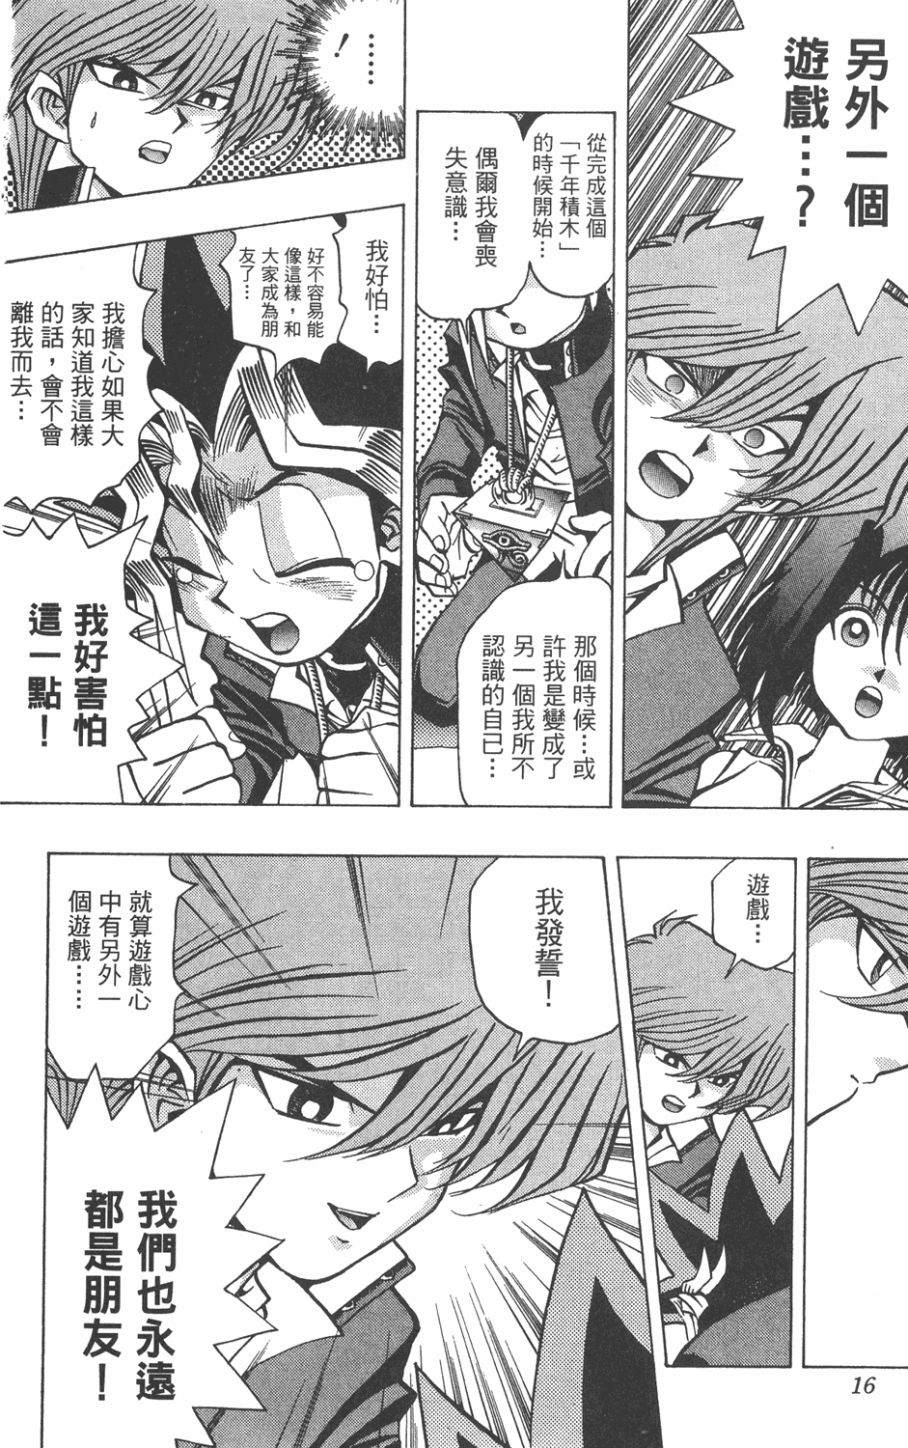 另外一個
遊戲…?
從完成這個
「千年積木」
的時候開始…
偶爾我會喪
失意識…
那個時候…或
許我是變成了
另一個我所不
認識的自己…
……
！
我好怕…
好不容易能
像這樣，和
大家成為朋
友了…
我擔心如果大
家知道我這樣
的話，會不會
離我而去…
我好害怕
這一點！
遊戲…
我發誓！
就算遊戲心
中有另外一
個遊戲……
我們也永遠
都是朋友！
16